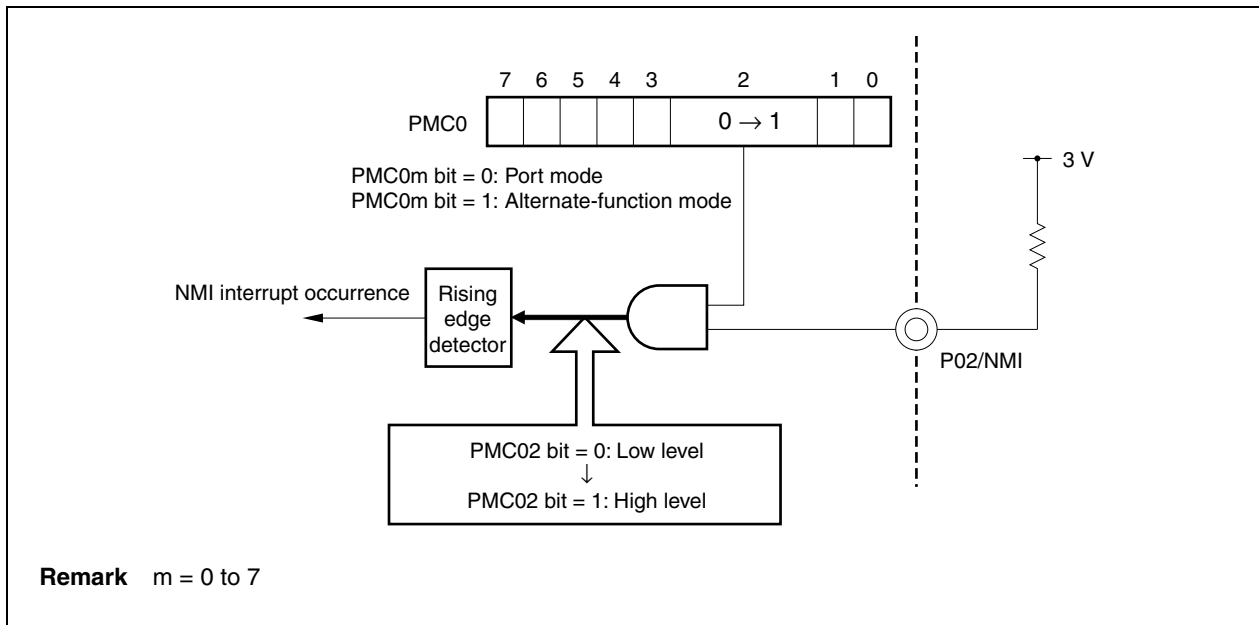 7 6 5 4 3 2 1 0
PMC0 0 → 1
3 V
PMC0m bit = 0: Port mode
PMC0m bit = 1: Alternate-function mode
NMI interrupt occurrence
Rising
edge
detector
P02/NMI
PMC02 bit = 0: Low level
↓
PMC02 bit = 1: High level
Remark m = 0 to 7